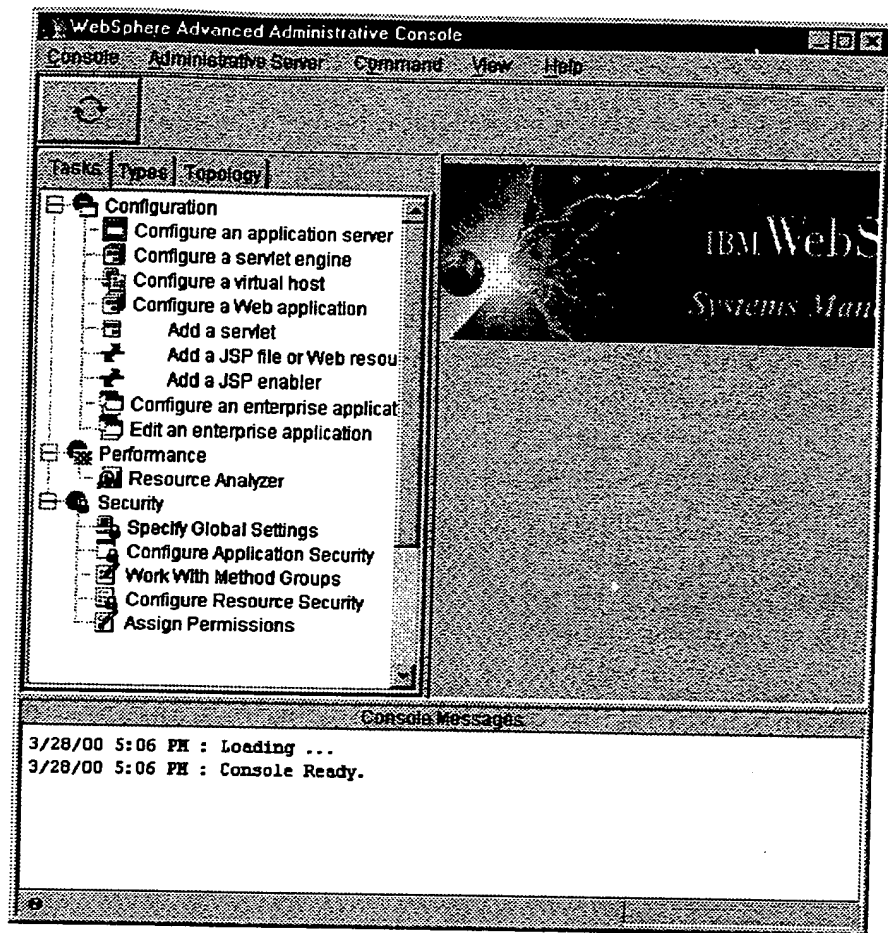 WebSphere Advanced Administrative Console
Console Administrative Server Command View Help
Tasks Types Topology
Configuration
Configure an application server
Configure a servlet engine
Configure a virtual host
Configure a Web application
Add a servlet
Add a JSP file or Web resou
Add a JSP enabler
Configure an enterprise applicat
Edit an enterprise application
Performance
Resource Analyzer
Security
Specify Global Settings
Configure Application Security
Work With Method Groups
Configure Resource Security
Assign Permissions
IBM WebS
Systems Man
Console Messages
3/28/00 5:06 PM : Loading ...
3/28/00 5:06 PM : Console Ready.